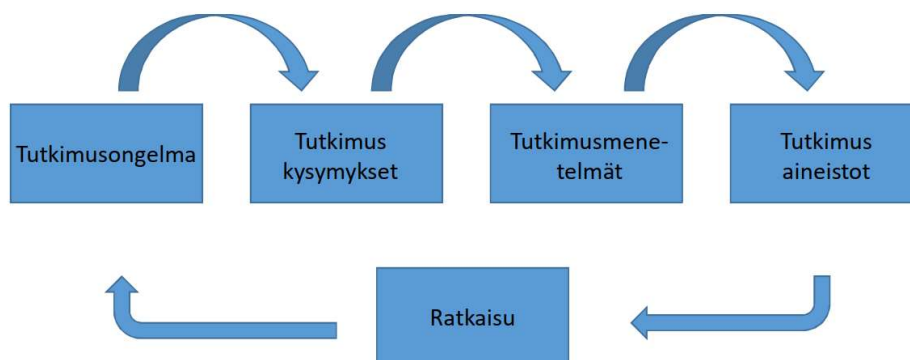 Tutkimusongelma
Tutkimus
kysymykset
Tutkimusmene-
telmät
Tutkimus
aineistot
Ratkaisu